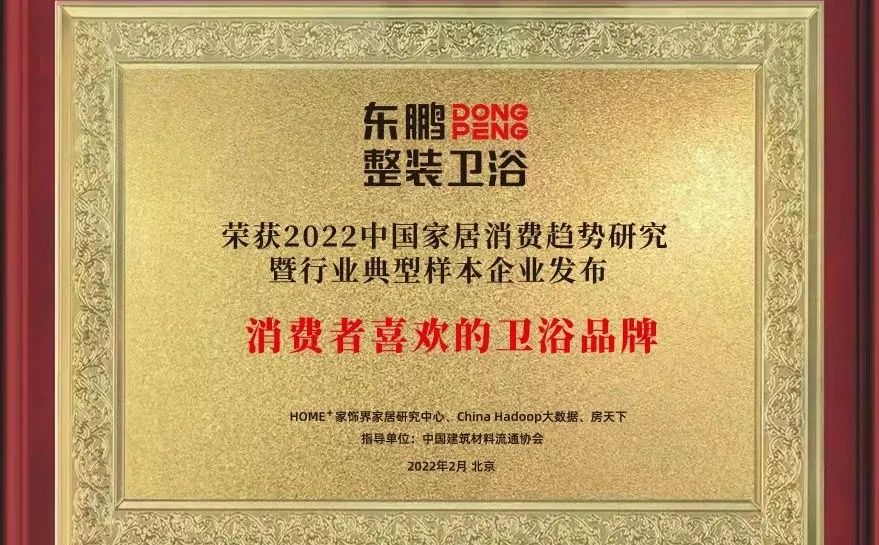 东鹏 DONG PENG
整装卫浴
荣获2022中国家居消费趋势研究
暨行业典型样本企业发布
消费者喜欢的卫浴品牌
HOME+家饰界家居研究中心、China Hadoop大数据、房天下
指导单位：中国建筑材料流通协会
2022年2月 北京